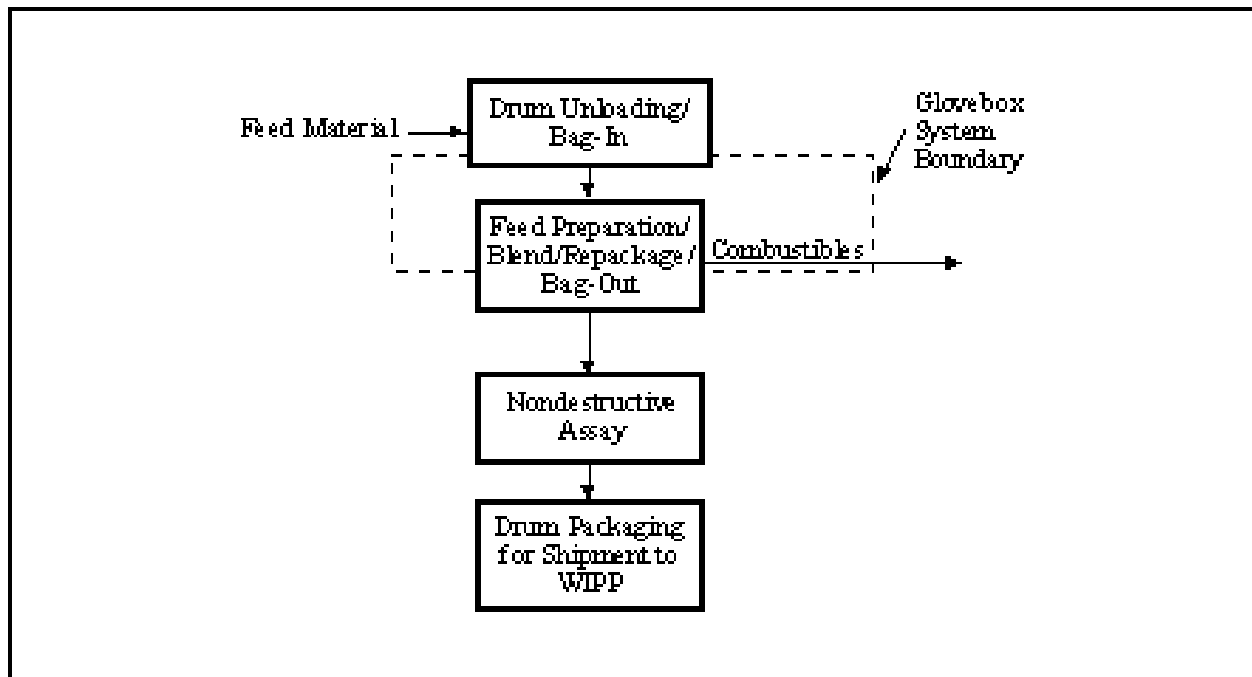 Drum Unloading/
Bag-In
Feed Material
Glovebox
System
Boundary
Feed Preparation/
Blend/Repackage/
Bag-Out
Combustibles
Nondestructive
Assay
Drum Packaging
for Shipment to
WIPP